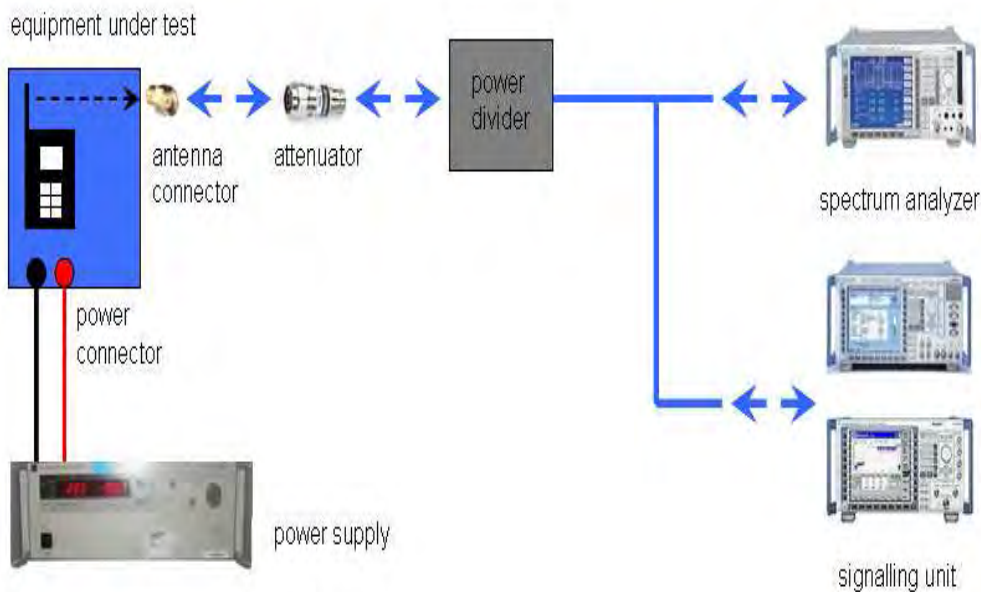 equipment under test
power
divider
antenna
connector
attenuator
spectrum analyzer
power
connector
power supply
signalling unit